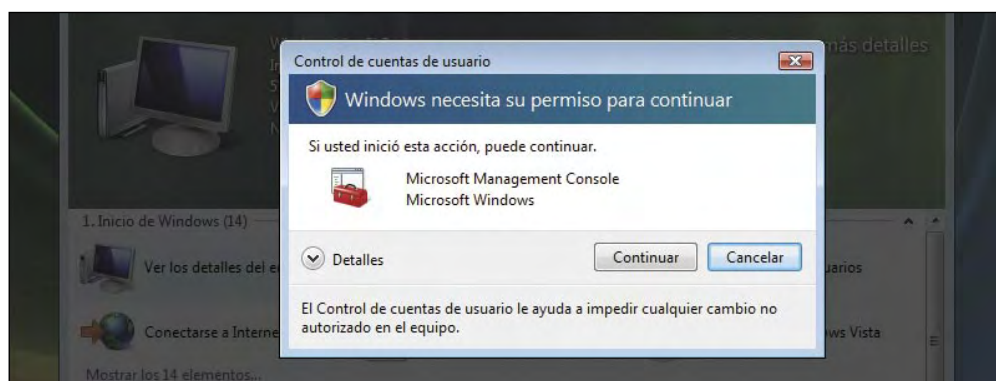 más detalles
Control de cuentas de usuario
Windows necesita su permiso para continuar
Si usted inició esta acción, puede continuar.
Microsoft Management Console
Microsoft Windows
1. Inicio de Windows (14)
Ver los detalles del
Detalles
Continuar
Cancelar
El Control de cuentas de usuario le ayuda a impedir cualquier cambio no
autorizado en el equipo.
Conectarse a Interne
ws Vista
Mostrar los 14 elementos...